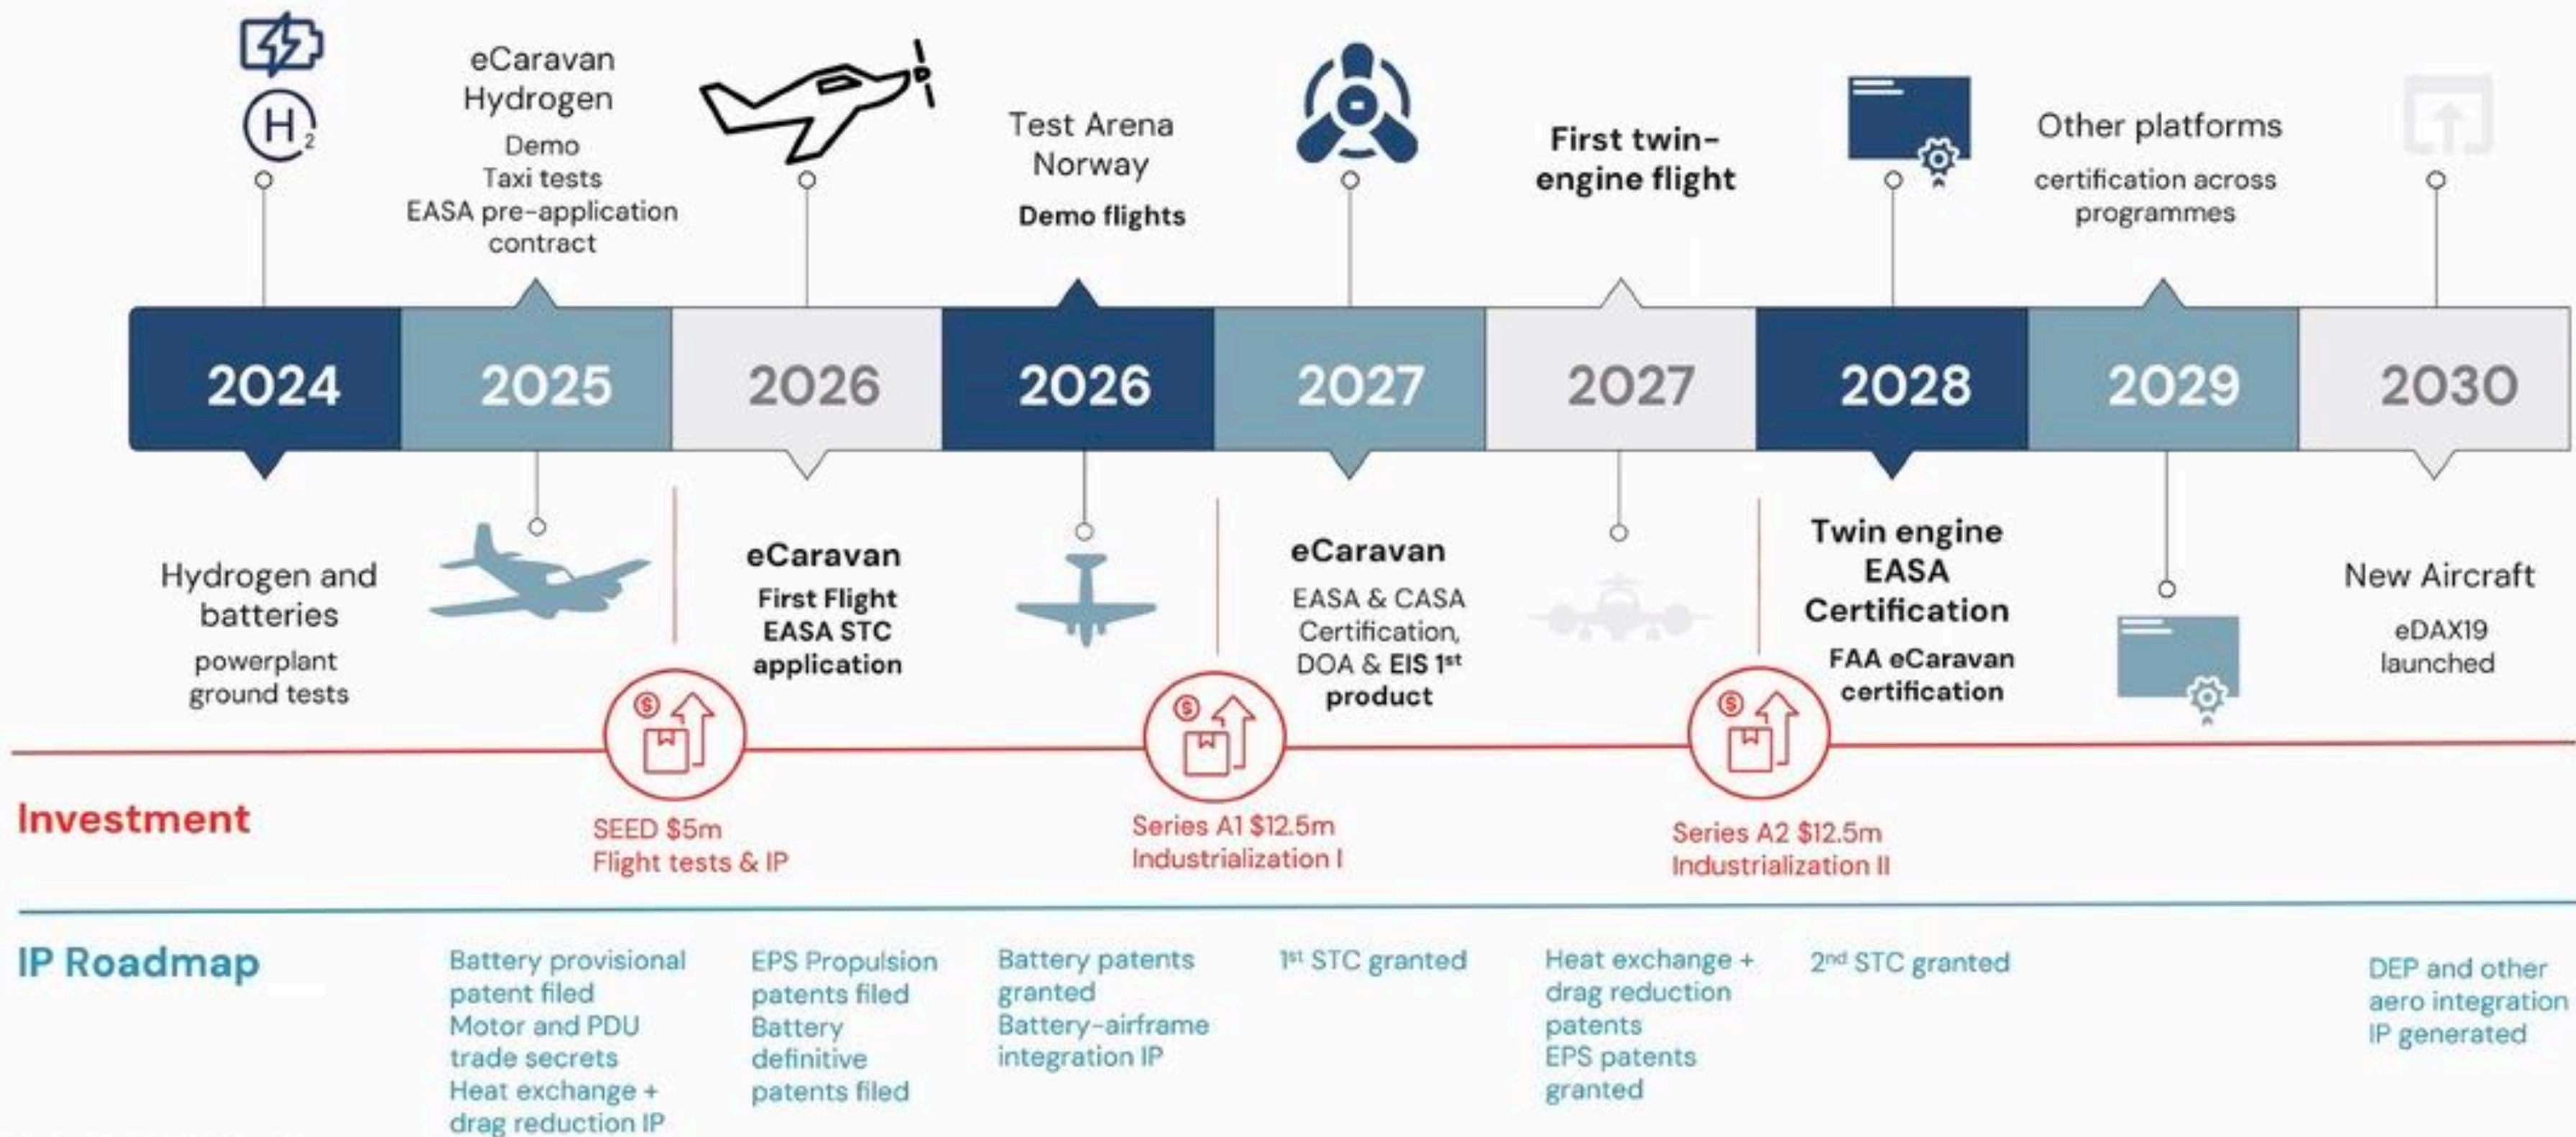 H2
eCaravan
Hydrogen
Demo
Taxi tests
EASA pre-application
contract
Test Arena
Norway
Demo flights
First twin-
engine flight
Other platforms
certification across
programmes
2024
2025
2026
2026
2027
2027
2028
2029
2030
Hydrogen and
batteries
powerplant
ground tests
eCaravan
First Flight
EASA STC
application
eCaravan
EASA & CASA
Certification,
DOA & EIS 1st
product
Twin engine
EASA
Certification
FAA eCaravan
certification
New Aircraft
eDAX19
launched
$
$
$
Investment
SEED $5m
Flight tests & IP
Series A1 $12.5m
Industrialization I
Series A2 $12.5m
Industrialization II
IP Roadmap
Battery provisional
patent filed
Motor and PDU
trade secrets
Heat exchange +
drag reduction IP
EPS Propulsion
patents filed
Battery
definitive
patents filed
Battery patents
granted
Battery-airframe
integration IP
1st STC granted
Heat exchange +
drag reduction
patents
EPS patents
granted
2nd STC granted
DEP and other
aero integration
IP generated